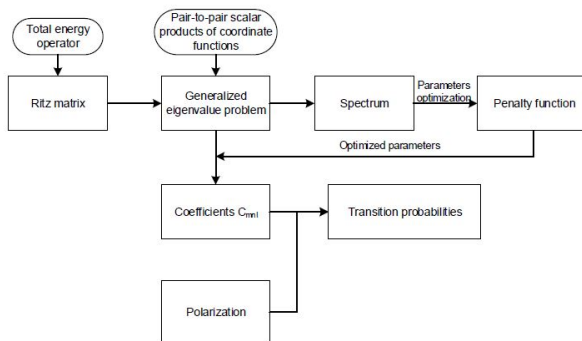 Total energy
operator
Pair-to-pair scalar
products of coordinate
functions
Ritz matrix
Generalized
eigenvalue problem
Spectrum
Parameters
optimization
Penalty function
Optimized parameters
Coefficients Cmnl
Transition probabilities
Polarization